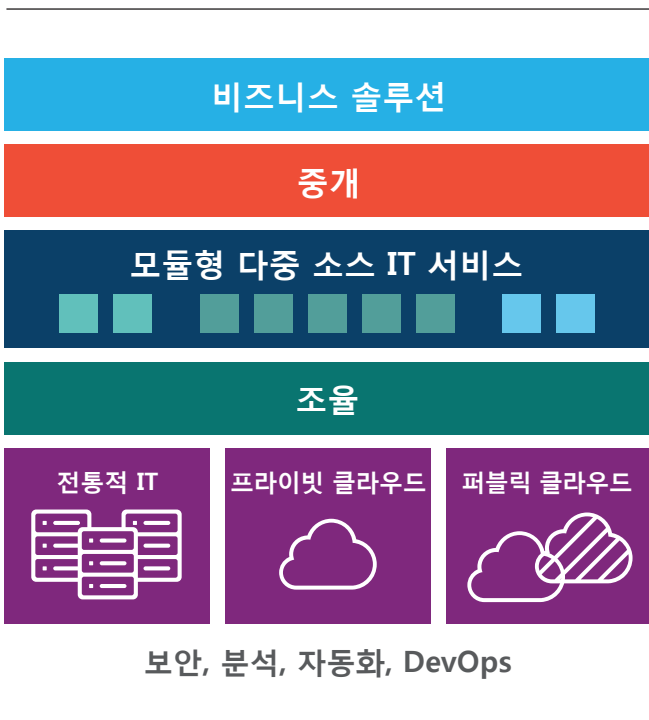 비즈니스 솔루션
중개
모듈형 다중 소스 IT 서비스
조율
전통적 IT
프라이빗 클라우드
퍼블릭 클라우드
보안, 분석, 자동화, DevOps